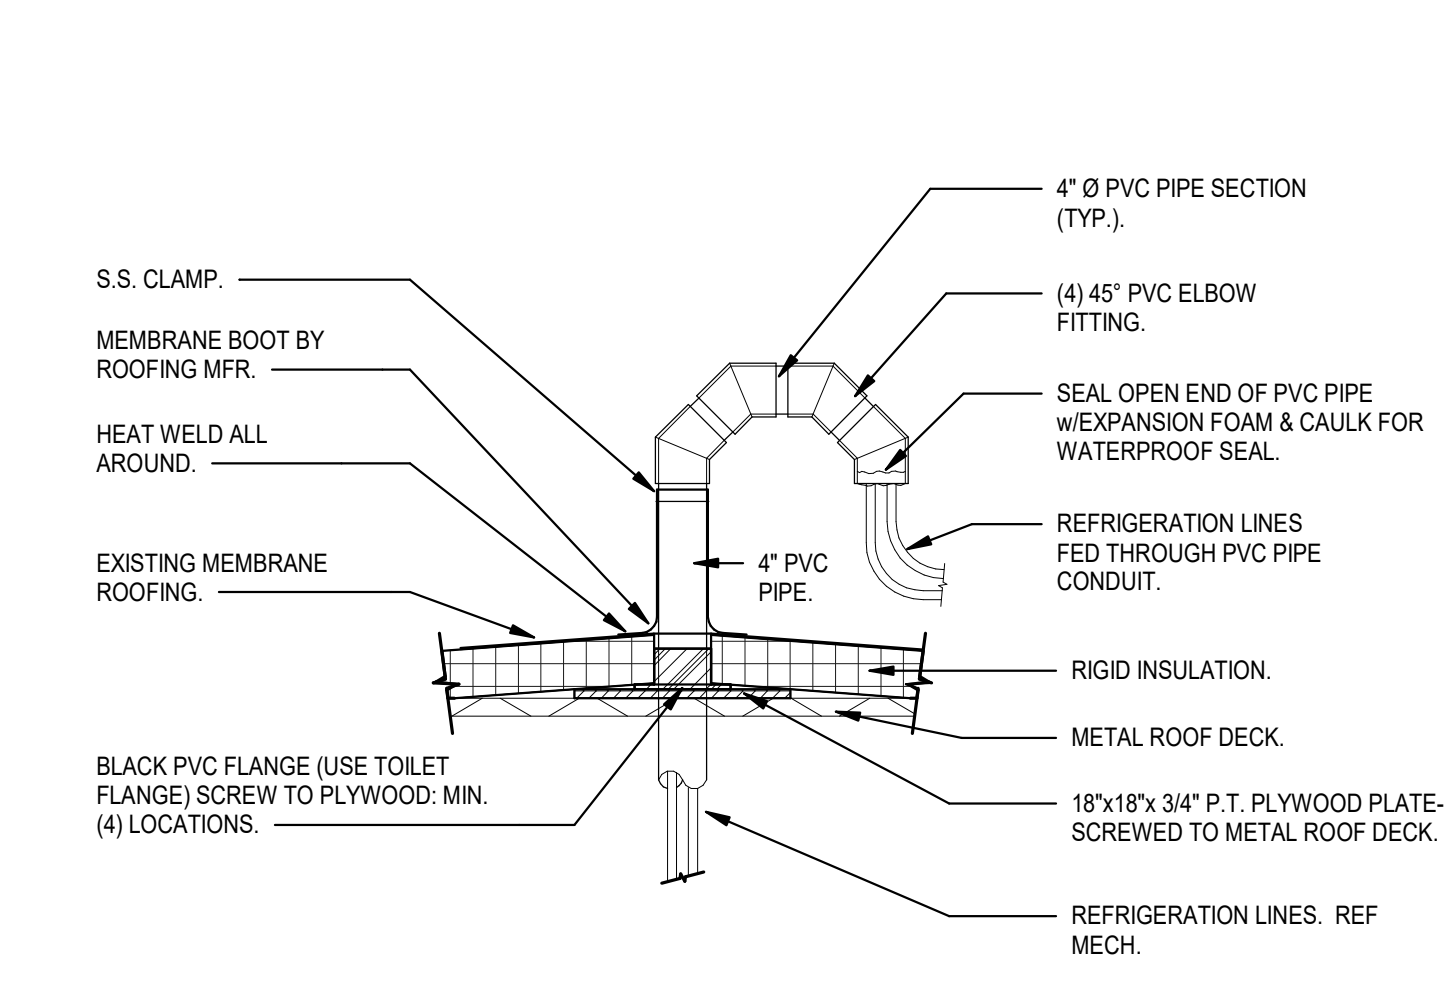 4" Ø PVC PIPE SECTION
(TYP.).
S.S. CLAMP.
(4) 45° PVC ELBOW
FITTING.
MEMBRANE BOOT BY
ROOFING MFR.
SEAL OPEN END OF PVC PIPE
w/EXPANSION FOAM & CAULK FOR
WATERPROOF SEAL.
HEAT WELD ALL
AROUND.
REFRIGERATION LINES
FED THROUGH PVC PIPE
CONDUIT.
EXISTING MEMBRANE
ROOFING.
4" PVC
PIPE.
RIGID INSULATION.
METAL ROOF DECK.
BLACK PVC FLANGE (USE TOILET
FLANGE) SCREW TO PLYWOOD: MIN.
(4) LOCATIONS.
18"x18"x 3/4" P.T. PLYWOOD PLATE-
SCREWED TO METAL ROOF DECK.
REFRIGERATION LINES.  REF
MECH.